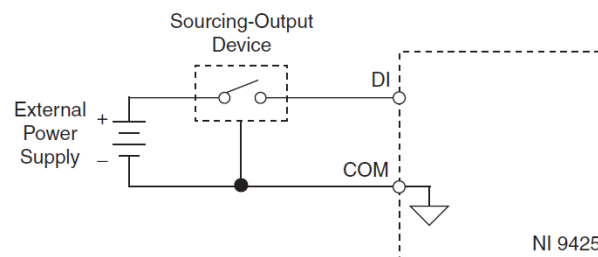 Sourcing-Output
Device
DI
External
Power
Supply
+
–
COM
NI 9425